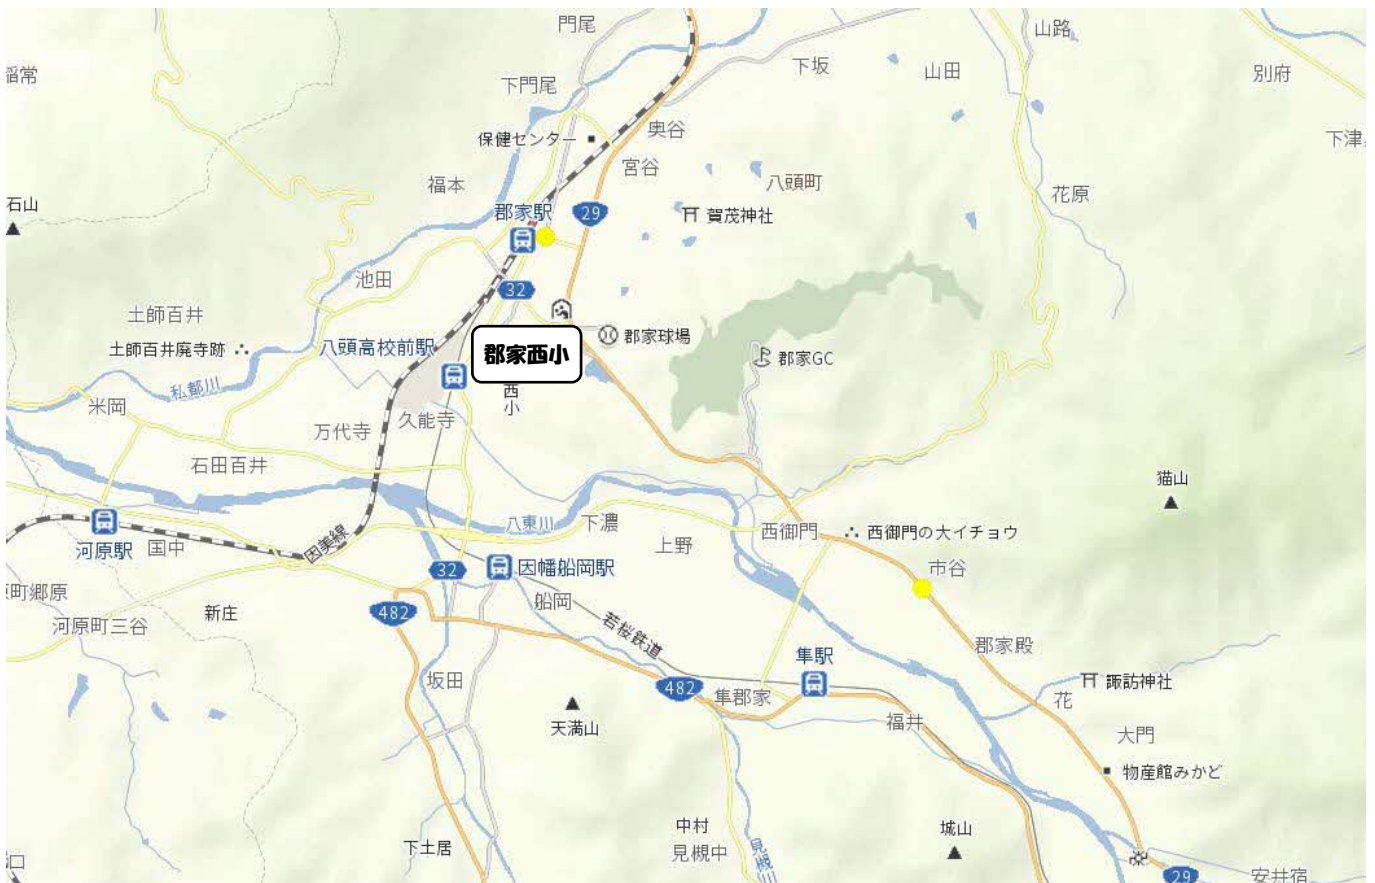 門尾
山路
稲常
下坂
山田
別府
下門尾
奥谷
保健センター
下津
宮谷
福本
八頭町
花原
石山
郡家駅
29
賀茂神社
池田
32
土師百井
郡家球場
土師百井廃寺跡
八頭高校前駅
郡家西小
郡家GC
私都川
西小
米岡
久能寺
万代寺
石田百井
猫山
八東川
下濃
西御門
西御門の大イチョウ
河原駅
国中
因美線
上野
32
因幡船岡駅
市谷
町郷原
新庄
482
船岡
河原町三谷
若桜鉄道
郡家殿
隼駅
坂田
482
隼郡家
諏訪神社
花
天満山
福井
大門
物産館みかど
中村
城山
下土居
見槻中
見槻川
口
29
安井宿